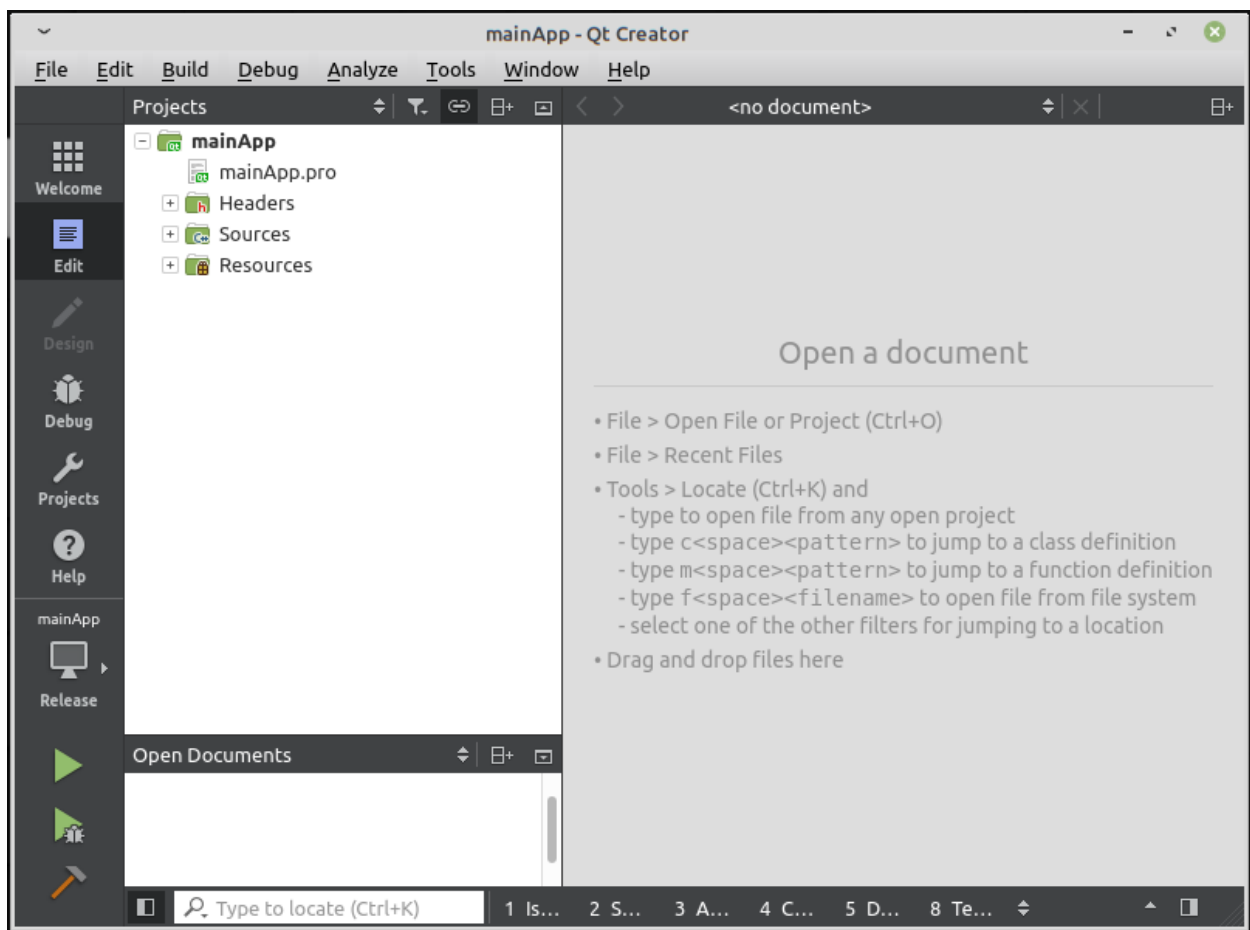 mainApp - Qt Creator
File Edit Build Debug Analyze Tools Window Help
Projects
<no document>
Welcome
Edit
Design
Debug
Projects
Help
mainApp
Release
mainApp
mainApp.pro
Headers
Sources
Resources
Open a document
• File > Open File or Project (Ctrl+O)
• File > Recent Files
• Tools > Locate (Ctrl+K) and
- type to open file from any open project
- type c<space><pattern> to jump to a class definition
- type m<space><pattern> to jump to a function definition
- type f<space><filename> to open file from file system
- select one of the other filters for jumping to a location
• Drag and drop files here
Open Documents
Type to locate (Ctrl+K)
1 Is... 2 S... 3 A... 4 C... 5 D... 8 Te...